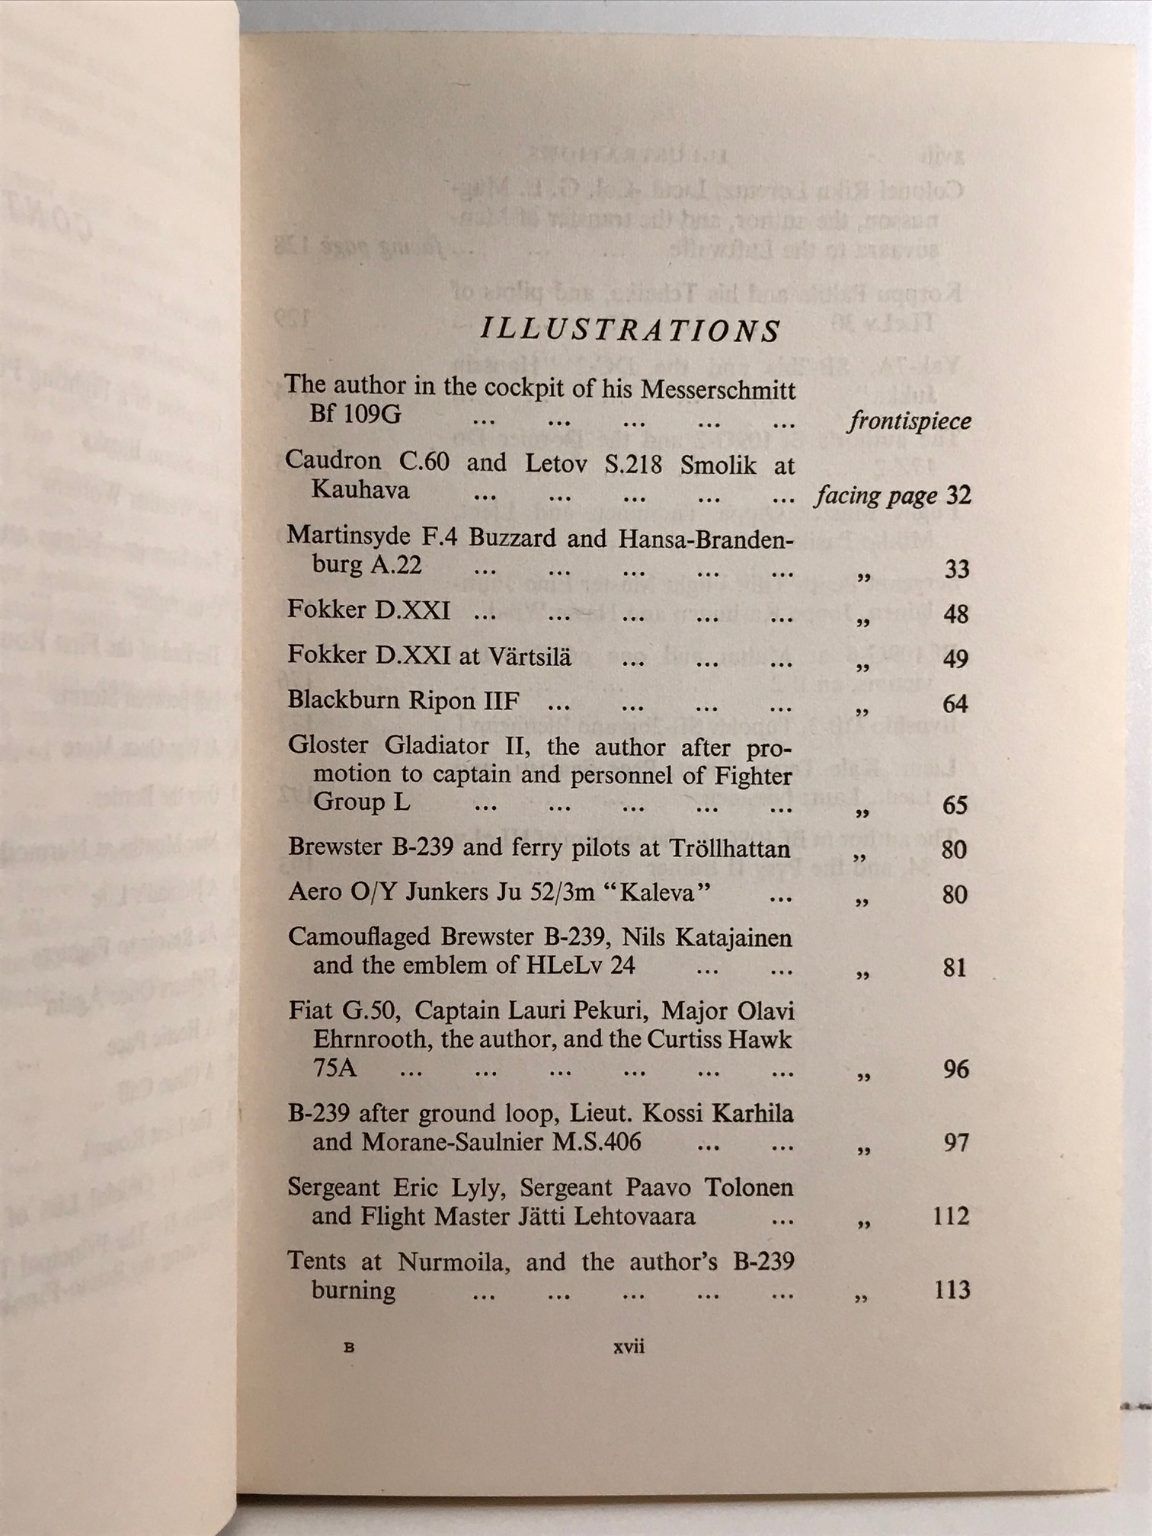 ILLUSTRATIONS
The author in the cockpit of his Messerschmitt
Bf 109G ... ... ... ... ... frontispiece
Caudron C.60 and Letov S.218 Smolik at
Kauhava ... ... ... ... ... facing page 32
Martinsyde F.4 Buzzard and Hansa-Branden-
burg A.22 ... ... ... ... ... „ 33
Fokker D.XXI ... ... ... ... ... „ 48
Fokker D.XXI at Värtsilä ... ... ... „ 49
Blackburn Ripon IIF ... ... ... ... „ 64
Gloster Gladiator II, the author after pro-
motion to captain and personnel of Fighter
Group L ... ... ... ... ... „ 65
Brewster B-239 and ferry pilots at Tröllhattan „ 80
Aero O/Y Junkers Ju 52/3m “Kaleva” ... „ 80
Camouflaged Brewster B-239, Nils Katajainen
and the emblem of HLeLv 24 ... ... „ 81
Fiat G.50, Captain Lauri Pekuri, Major Olavi
Ehrnrooth, the author, and the Curtiss Hawk
75A ... ... ... ... ... ... „ 96
B-239 after ground loop, Lieut. Kossi Karhila
and Morane-Saulnier M.S.406 ... ... „ 97
Sergeant Eric Lyly, Sergeant Paavo Tolonen
and Flight Master Jätti Lehtovaara ... „ 112
Tents at Nurmoila, and the author's B-239
burning ... ... ... ... ... „ 113
B xvii